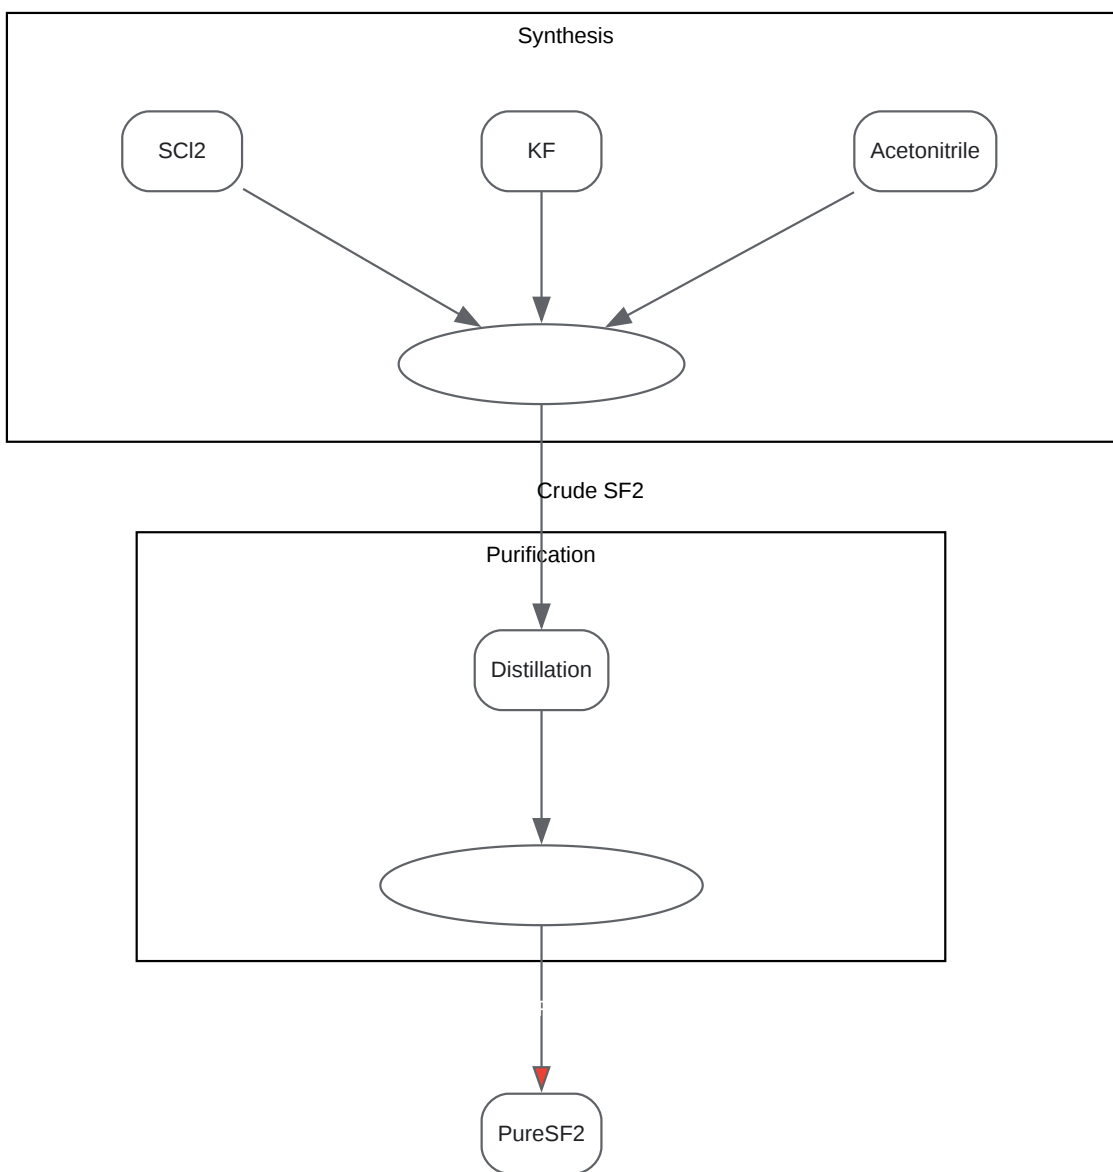 Synthesis
SCl2
KF
Acetonitrile
Crude SF2
Purification
Distillation
PureSF2